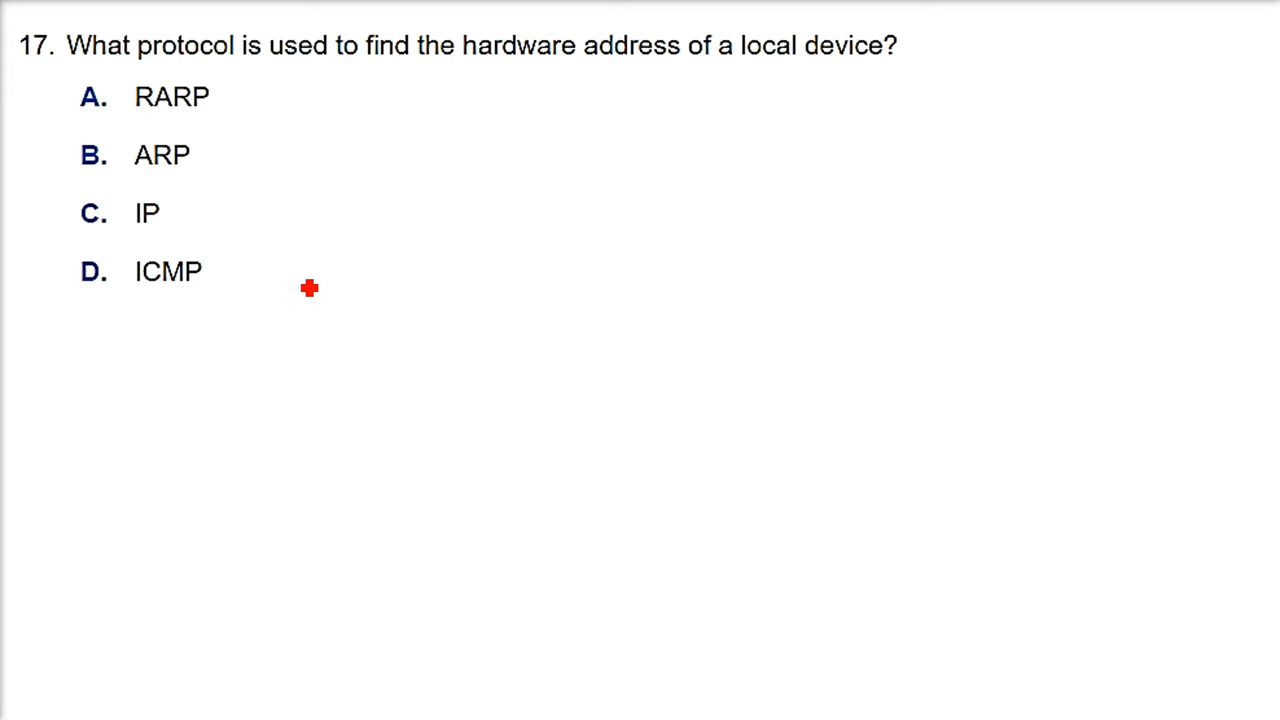 17. What protocol is used to find the hardware address of a local device?
A. RARP
B. ARP
C. IP
D. ICMP